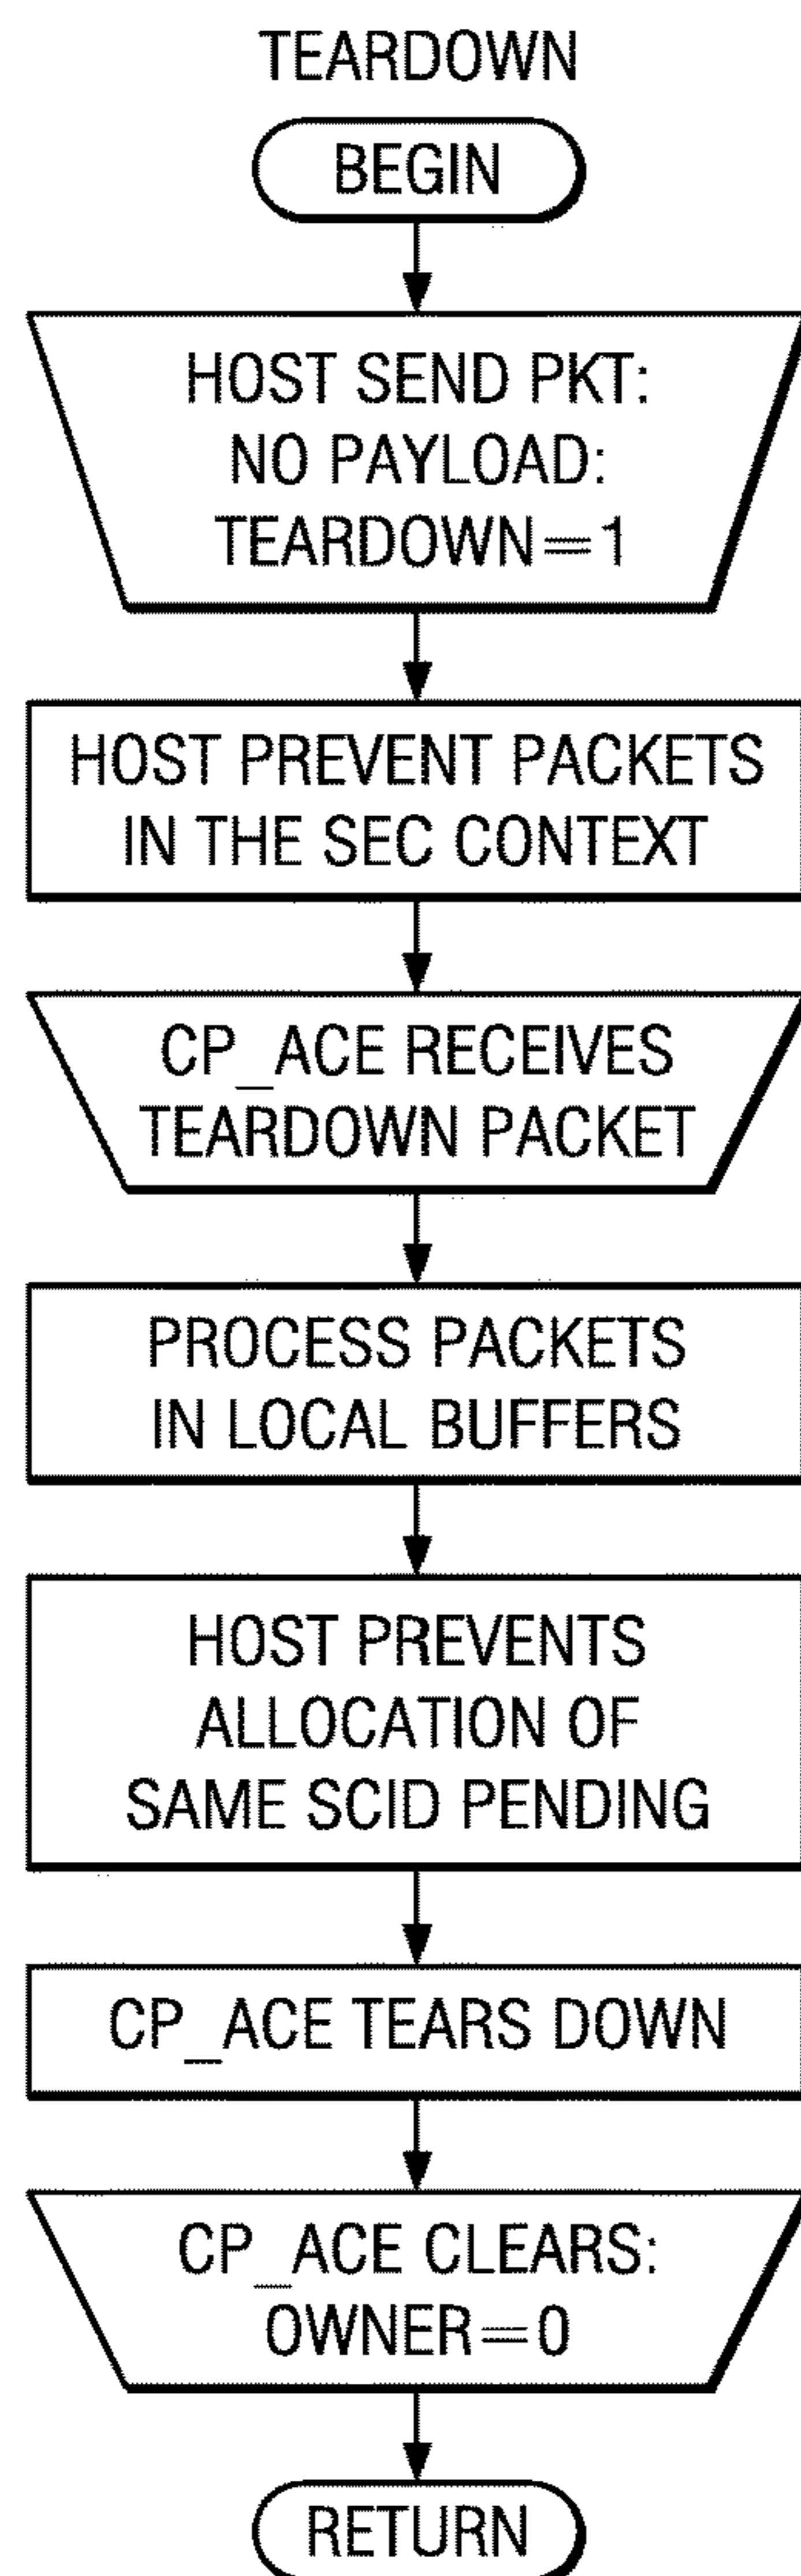 TEARDOWN
BEGIN
HOST SEND PKT:
NO PAYLOAD:
TEARDOWN=1
HOST PREVENT PACKETS
IN THE SEC CONTEXT
CP_ACE RECEIVES
TEARDOWN PACKET
PROCESS PACKETS
IN LOCAL BUFFERS
HOST PREVENTS
ALLOCATION OF
SAME SCID PENDING
CP_ACE TEARS DOWN
CP_ACE CLEARS:
OWNER=0
RETURN